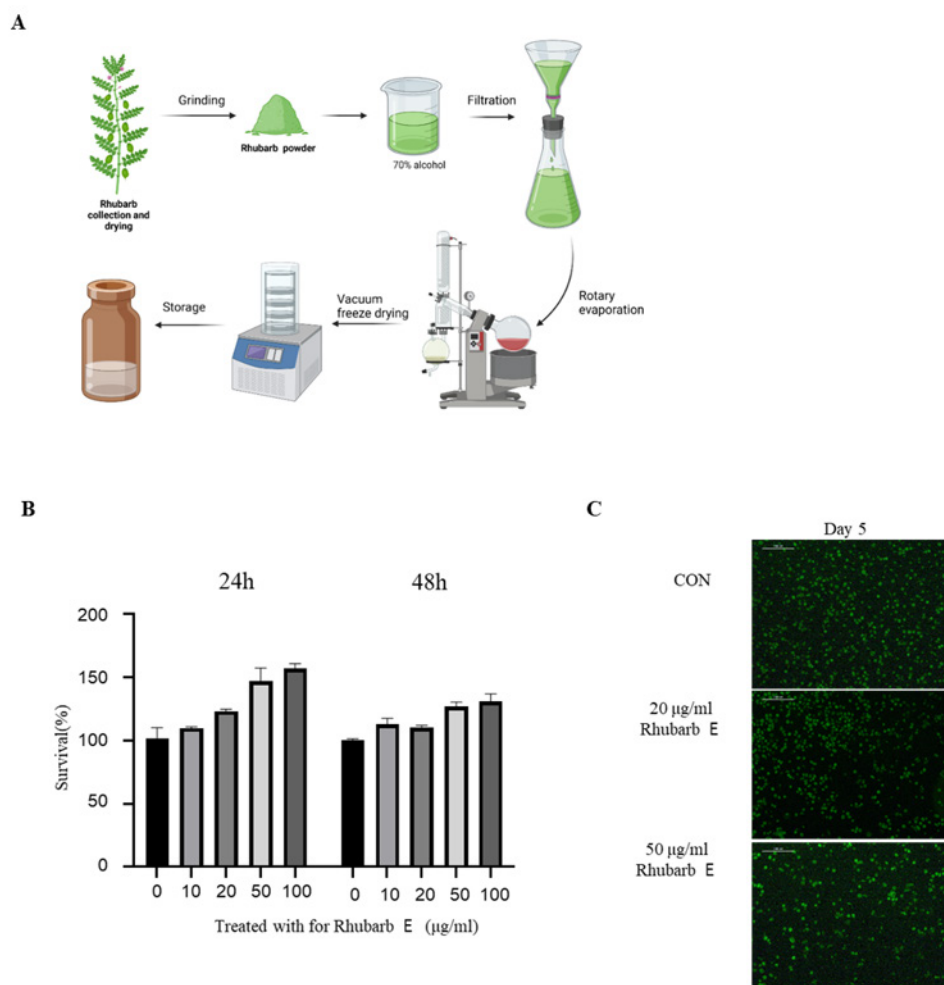 A
Grinding
Filtration
Rhubarb powder
70% alcohol
Rhubarb
collection and
drying
Rotary
evaporation
Vacuum
freeze drying
Storage
B
24h
48h
Survival(%)
200
150
100
50
0
0 10 20 50 100 0 10 20 50 100
Treated with for Rhubarb E (μg/ml)
C
Day 5
CON
20 μg/ml
Rhubarb E
50 μg/ml
Rhubarb E